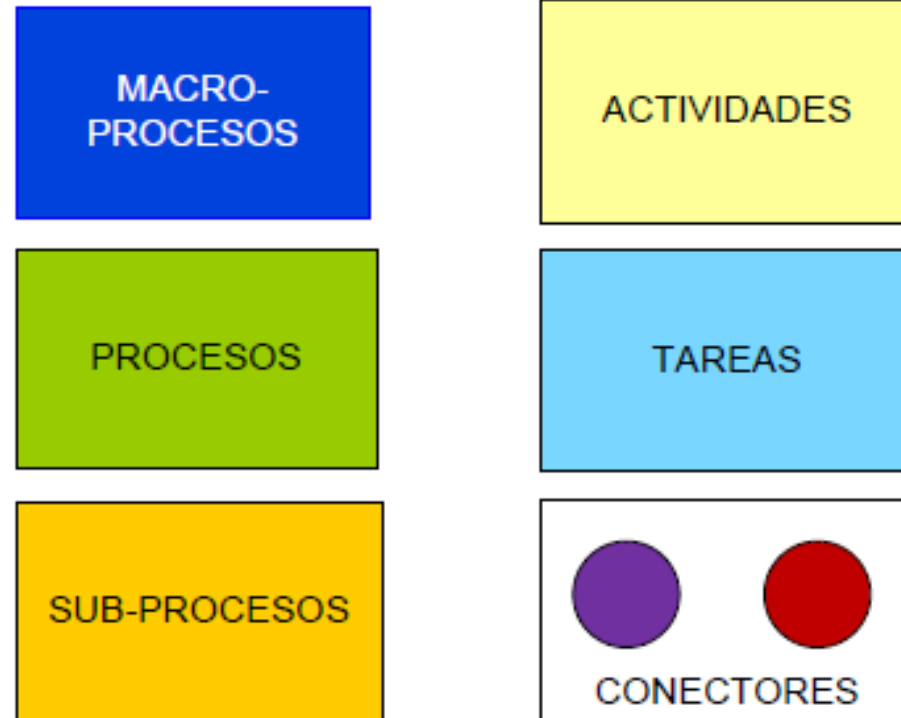 MACRO-
PROCESOS
ACTIVIDADES
PROCESOS
TAREAS
SUB-PROCESOS
CONECTORES